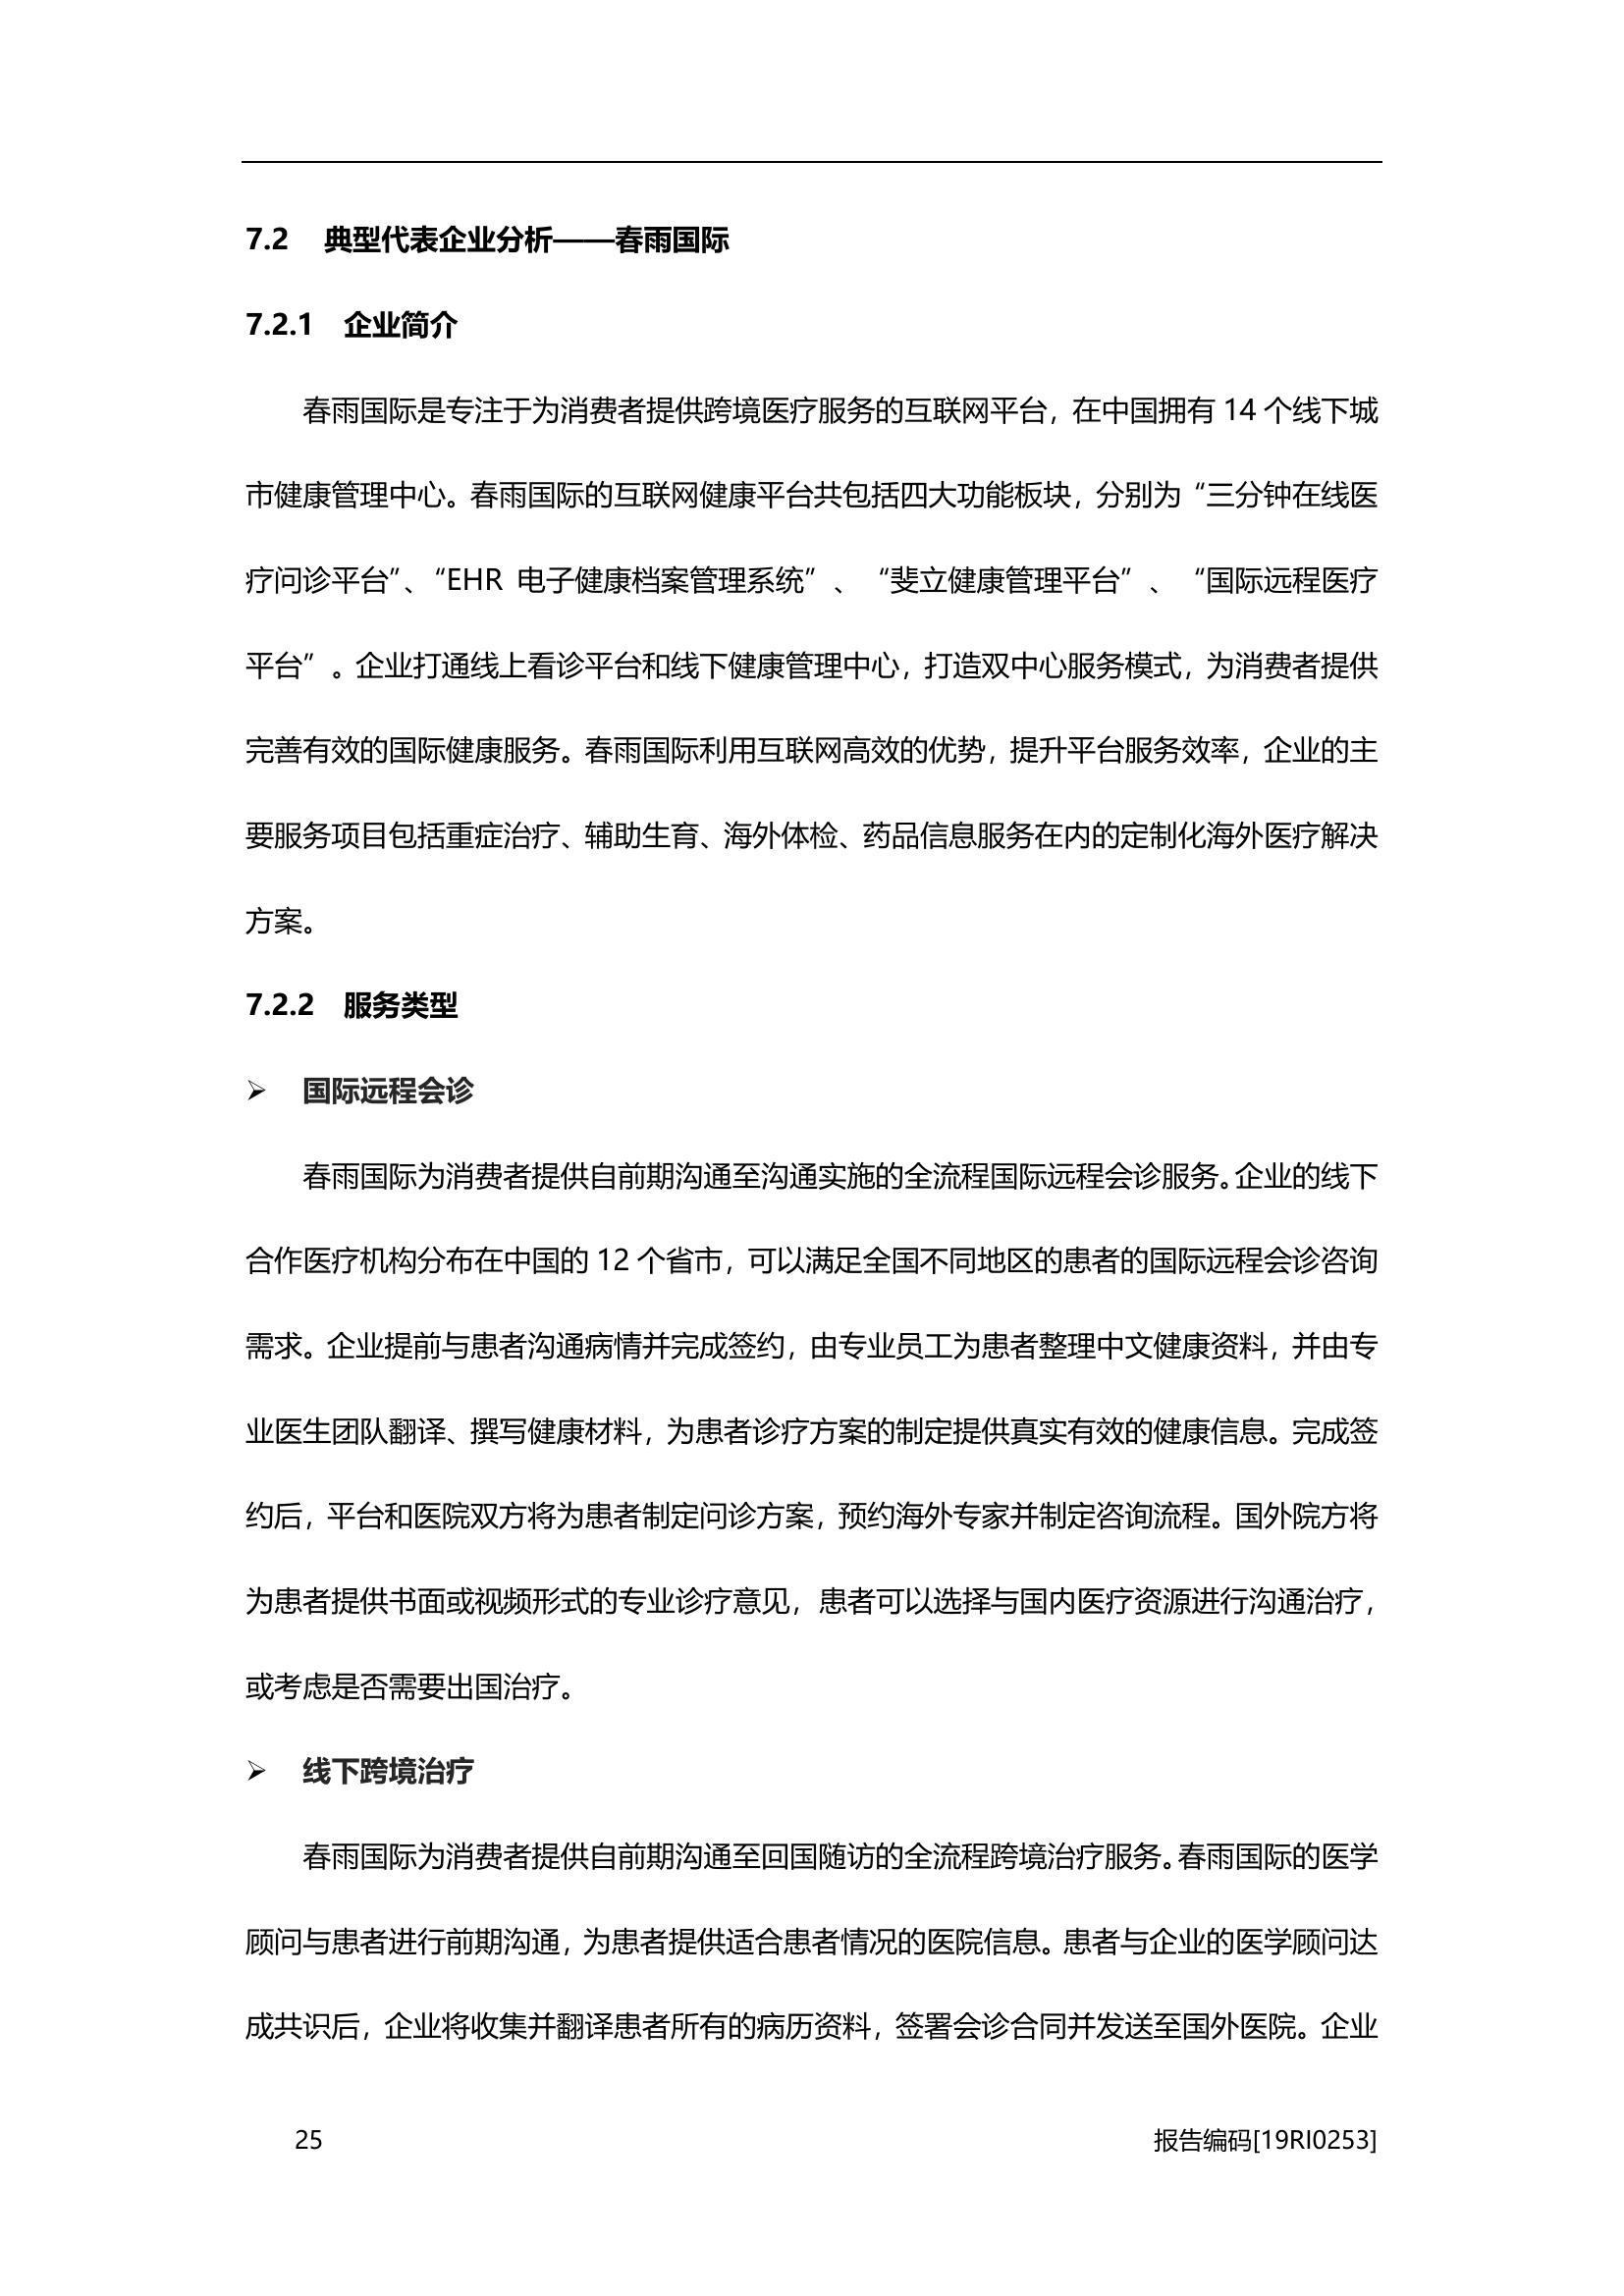 7.2 典型代表企业分析——春雨国际
7.2.1 企业简介
春雨国际是专注于为消费者提供跨境医疗服务的互联网平台，在中国拥有 14 个线下城
市健康管理中心。春雨国际的互联网健康平台共包括四大功能板块，分别为“三分钟在线医
疗问诊平台”、“EHR 电子健康档案管理系统”、“斐立健康管理平台”、“国际远程医疗
平台”。企业打通线上看诊平台和线下健康管理中心，打造双中心服务模式，为消费者提供
完善有效的国际健康服务。春雨国际利用互联网高效的优势，提升平台服务效率，企业的主
要服务项目包括重症治疗、辅助生育、海外体检、药品信息服务在内的定制化海外医疗解决
方案。
7.2.2 服务类型
➢ 国际远程会诊
春雨国际为消费者提供自前期沟通至沟通实施的全流程国际远程会诊服务。企业的线下
合作医疗机构分布在中国的 12 个省市，可以满足全国不同地区的患者的国际远程会诊咨询
需求。企业提前与患者沟通病情并完成签约，由专业员工为患者整理中文健康资料，并由专
业医生团队翻译、撰写健康材料，为患者诊疗方案的制定提供真实有效的健康信息。完成签
约后，平台和医院双方将为患者制定问诊方案，预约海外专家并制定咨询流程。国外院方将
为患者提供书面或视频形式的专业诊疗意见，患者可以选择与国内医疗资源进行沟通治疗，
或考虑是否需要出国治疗。
➢ 线下跨境治疗
春雨国际为消费者提供自前期沟通至回国随访的全流程跨境治疗服务。春雨国际的医学
顾问与患者进行前期沟通，为患者提供适合患者情况的医院信息。患者与企业的医学顾问达
成共识后，企业将收集并翻译患者所有的病历资料，签署会诊合同并发送至国外医院。企业
25 报告编码[19RI0253]